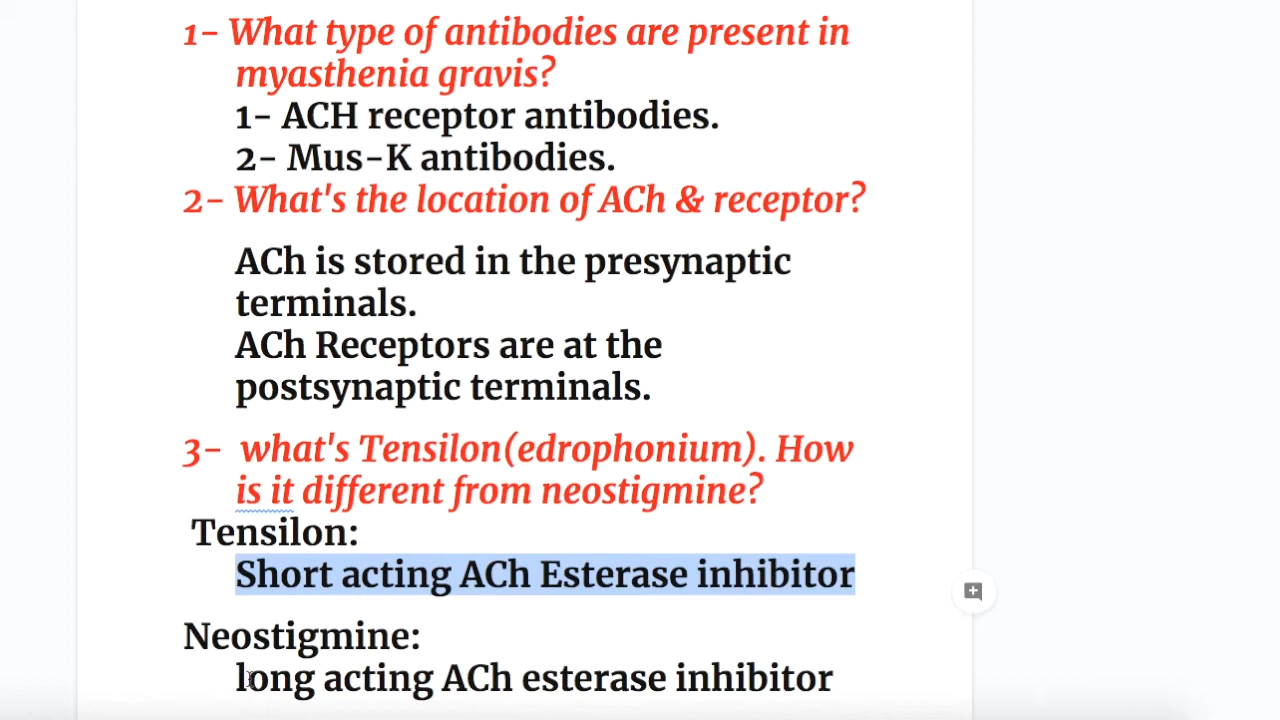 1- What type of antibodies are present in
myasthenia gravis?
1- ACH receptor antibodies.
2- Mus-K antibodies.
2- What's the location of ACh & receptor?
ACh is stored in the presynaptic
terminals.
ACh Receptors are at the
postsynaptic terminals.
3- what's Tensilon(edrophonium). How
is it different from neostigmine?
Tensilon:
Short acting ACh Esterase inhibitor
Neostigmine:
long acting ACh esterase inhibitor